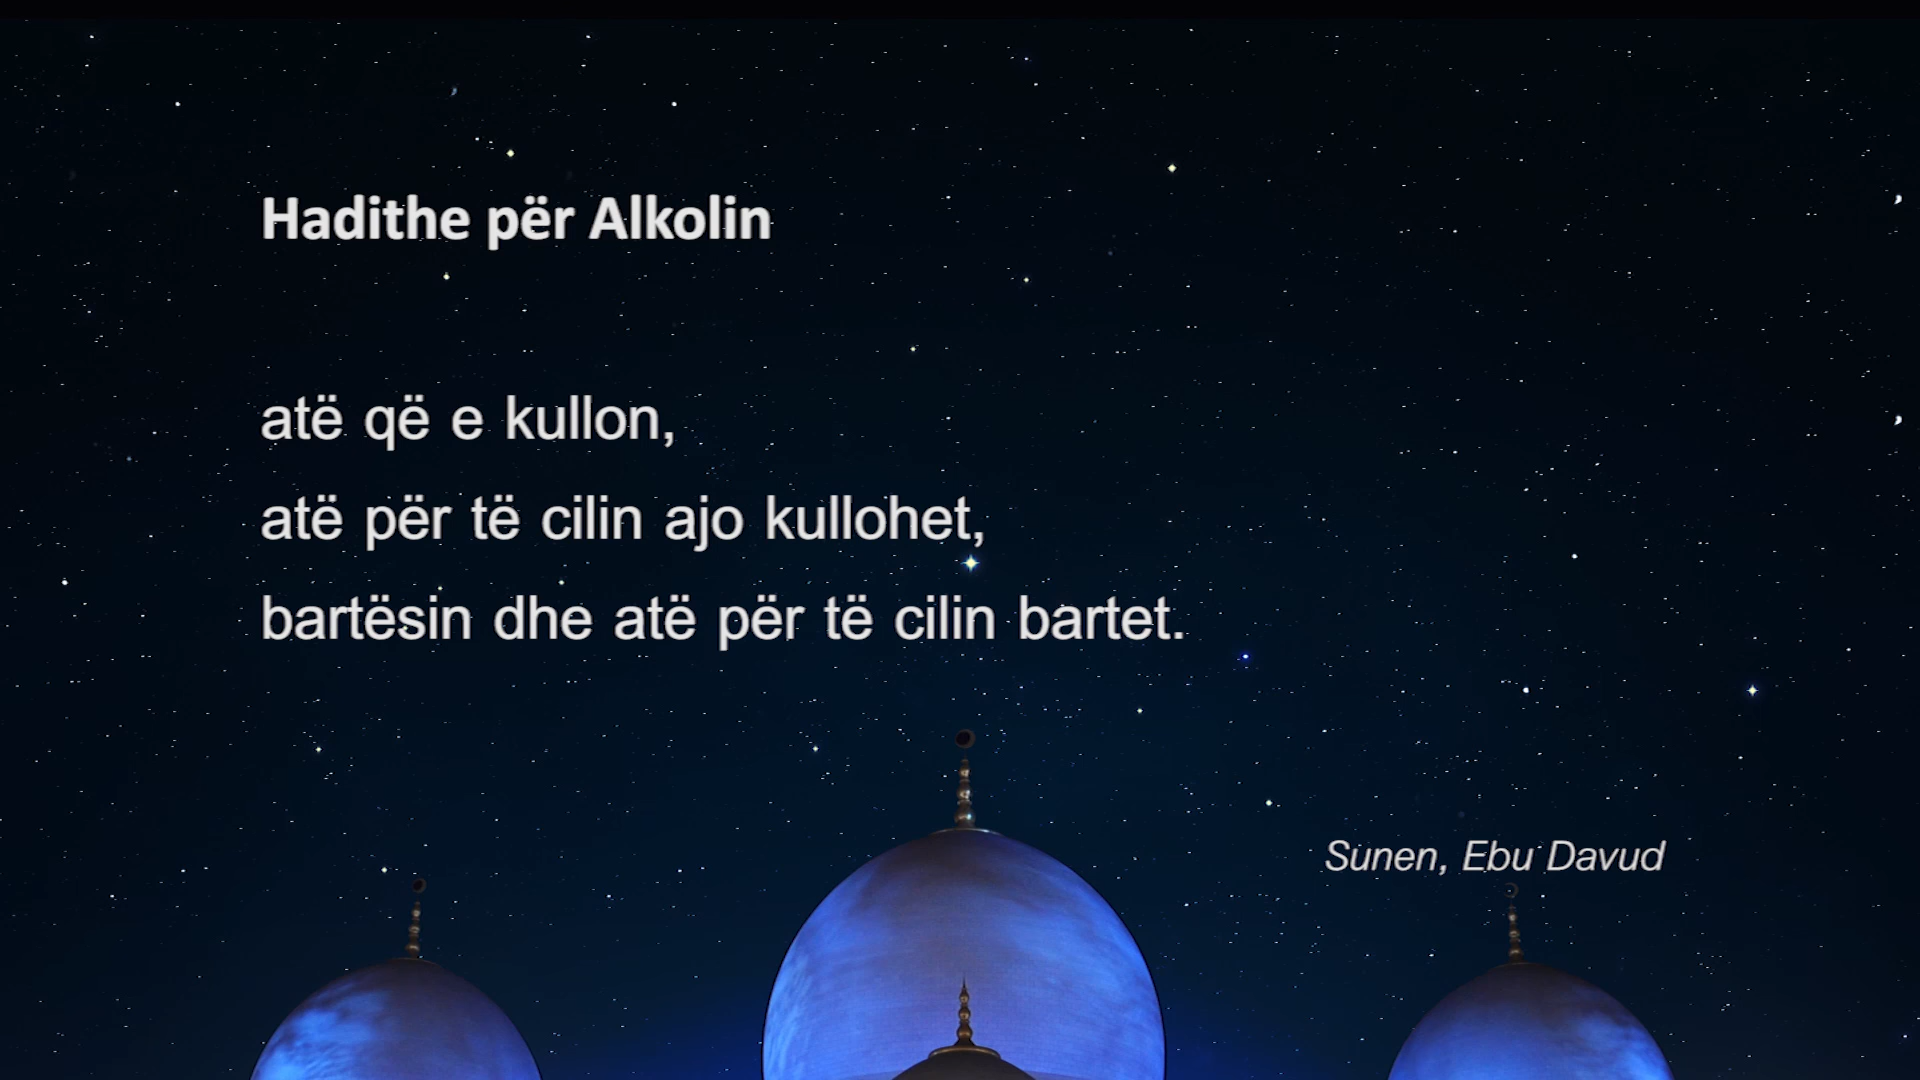 Hadithe për Alkolin
atë që e kullon,
atë për të cilin ajo kullohet,
bartësin dhe atë për të cilin bartet.
Sunen, Ebu Davud